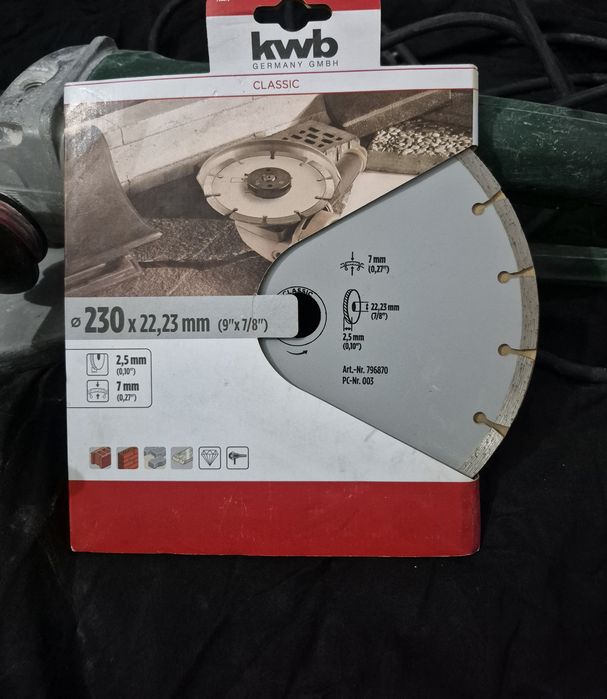 kwb
GERMANY GMBH
CLASSIC
ø 230 x 22,23 mm (9"x 7/8")
2,5 mm
(0,10")
7 mm
(0,27")
CLASSIC
7 mm
(0,27")
22,23 mm
(7/8")
2,5 mm
(0,10")
Art.-Nr. 796870
PC-Nr. 003